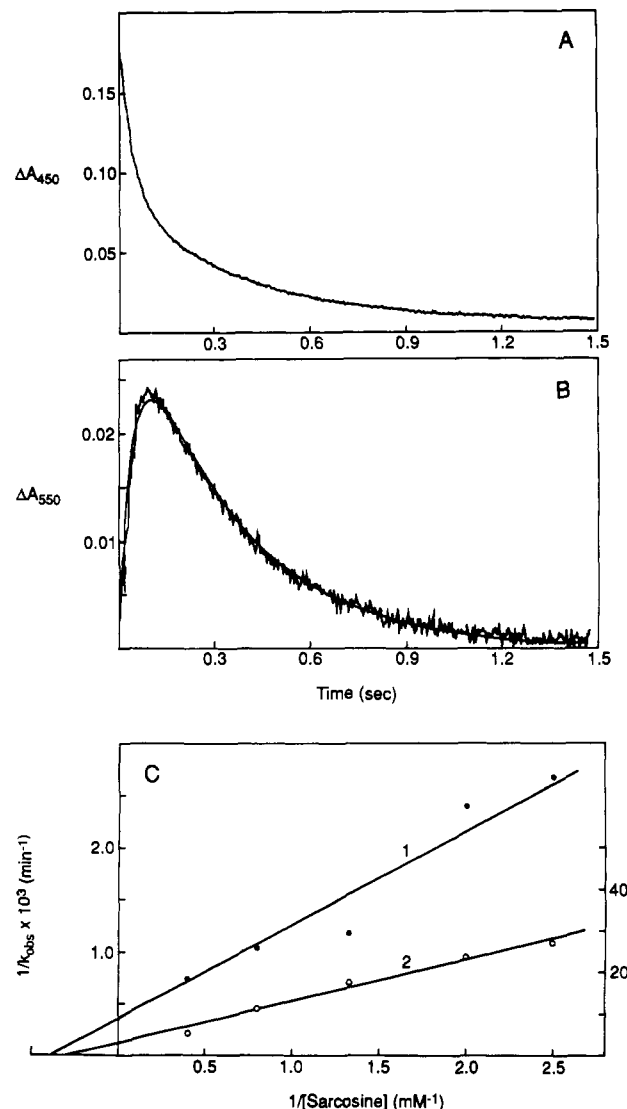 A
0.15
0.10
ΔA₄₅₀
0.05
0.3 0.6 0.9 1.2 1.5
B
0.02
ΔA₅₅₀
0.01
0.3 0.6 0.9 1.2 1.5
Time (sec)
C
1/k_obs x 10³ (min⁻¹)
2.0
1.0
1
2
40
20
0.5 1.0 1.5 2.0 2.5
1/[Sarcosine] (mM⁻¹)